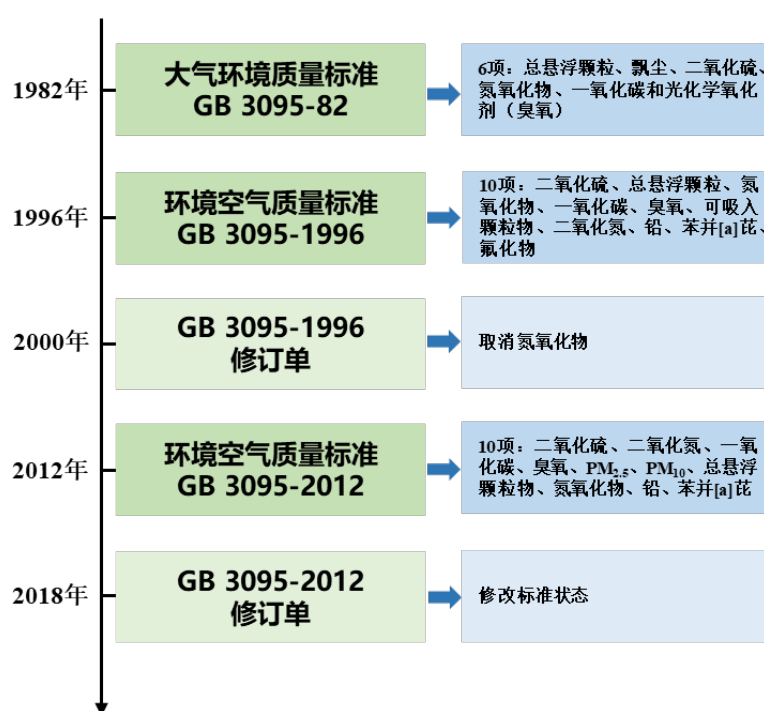 1982年
大气环境质量标准
GB 3095-82
6项：总悬浮颗粒、飘尘、二氧化硫、
氮氧化物、一氧化碳和光化学氧化
剂（臭氧）
1996年
环境空气质量标准
GB 3095-1996
10项：二氧化硫、总悬浮颗粒、氮
氧化物、一氧化碳、臭氧、可吸入
颗粒物、二氧化氮、铅、苯并[a]芘、
氟化物
2000年
GB 3095-1996
修订单
取消氮氧化物
2012年
环境空气质量标准
GB 3095-2012
10项：二氧化硫、二氧化氮、一氧
化碳、臭氧、PM2.5、PM10、总悬浮
颗粒物、氮氧化物、铅、苯并[a]芘
2018年
GB 3095-2012
修订单
修改标准状态